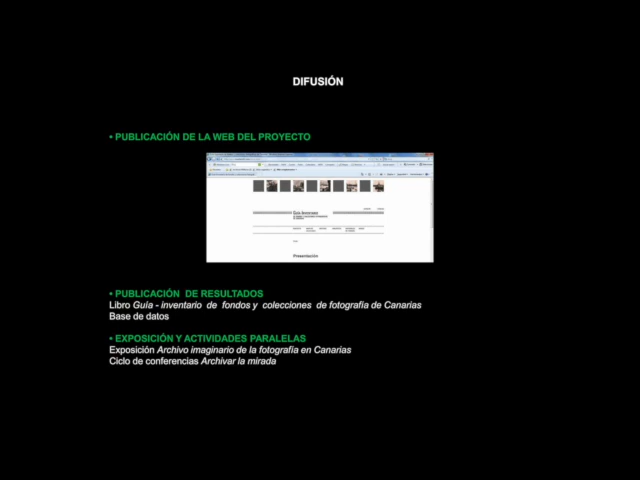 DIFUSIÓN
• PUBLICACIÓN DE LA WEB DEL PROYECTO
Presentación
• PUBLICACIÓN DE RESULTADOS
Libro Guía - inventario de fondos y colecciones de fotografía de Canarias
Base de datos
• EXPOSICIÓN Y ACTIVIDADES PARALELAS
Exposición Archivo imaginario de la fotografía en Canarias
Ciclo de conferencias Archivar la mirada